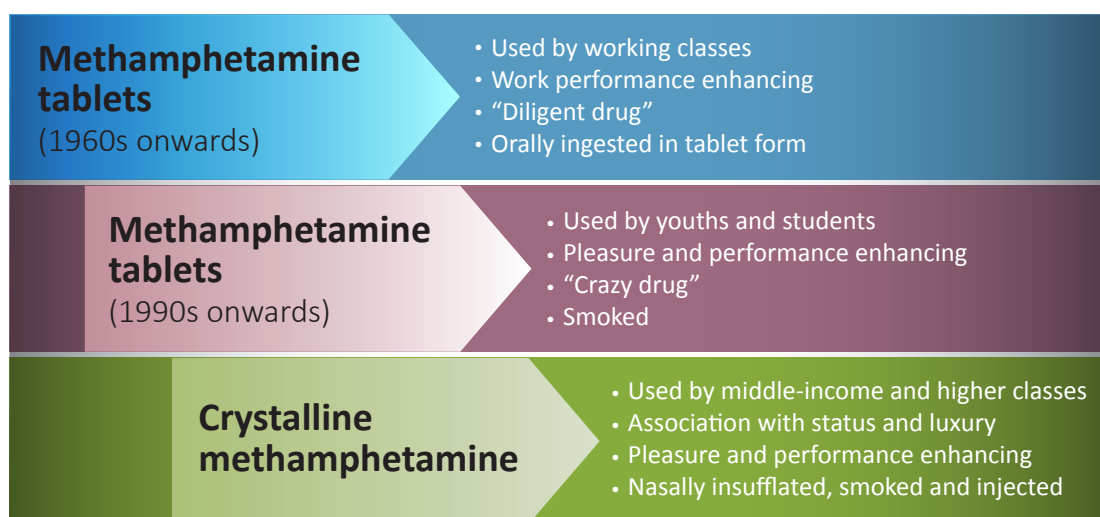 Methamphetamine
tablets
(1960s onwards)
• Used by working classes
• Work performance enhancing
• “Diligent drug”
• Orally ingested in tablet form
Methamphetamine
tablets
(1990s onwards)
• Used by youths and students
• Pleasure and performance enhancing
• “Crazy drug”
• Smoked
Crystalline
methamphetamine
• Used by middle-income and higher classes
• Association with status and luxury
• Pleasure and performance enhancing
• Nasally insufflated, smoked and injected